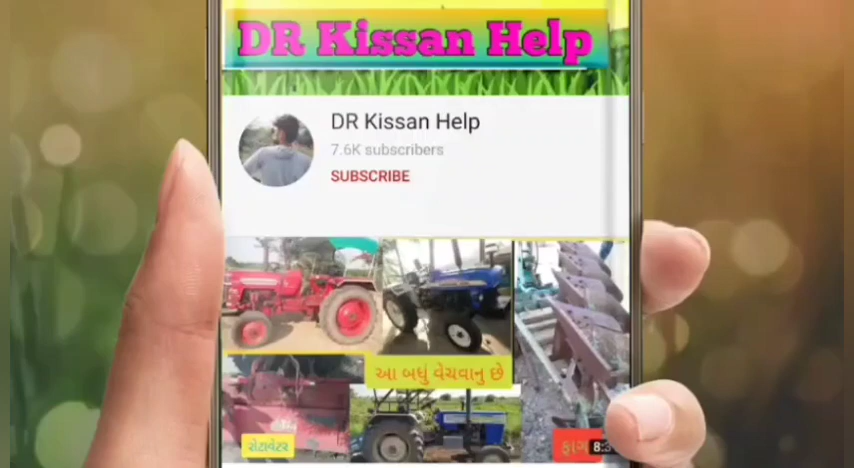 DR Kissan Help
DR Kissan Help
7.6K subscribers
SUBSCRIBE
આ બધું વેચવાનુ છે
રોટાવેટર